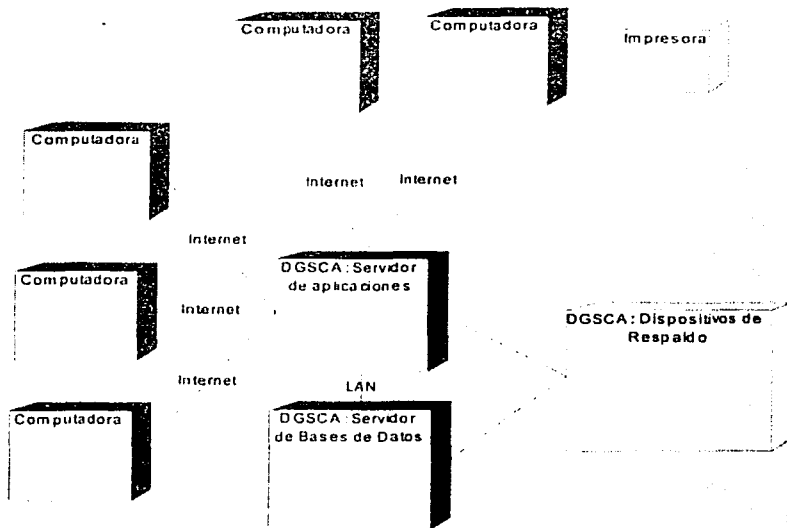 Computadora
Computadora
Impresora
Computadora
Internet
Internet
Internet
DGSCA:Servidor
de aplicaciones
Computadora
Internet
DGSCA:Dispositivos de
Respaldo
Internet
LAN
Computadora
DGSCA:Servidor
de Bases de Datos